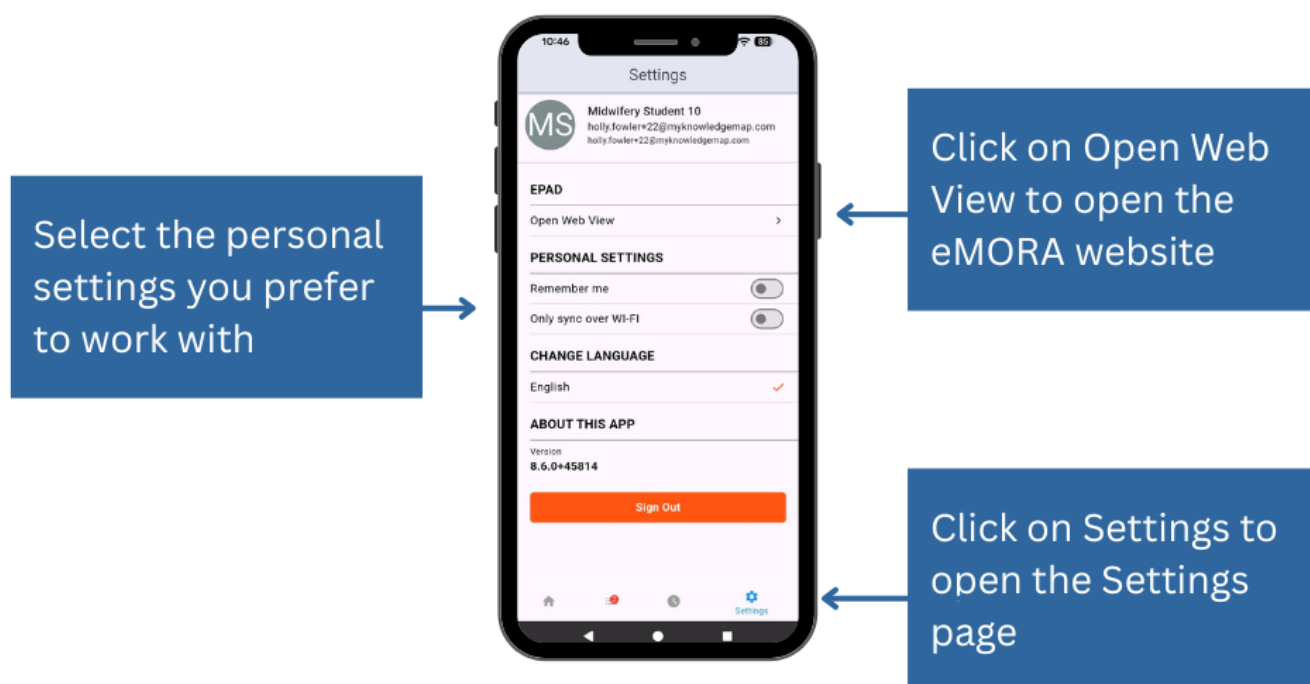 Select the personal
settings you prefer
to work with
10:46
85
Settings
MS
Midwifery Student 10
holly.fowler+22@myknowledgemap.com
holly.fowler+22@myknowledgemap.com
EPAD
Open Web View
PERSONAL SETTINGS
Remember me
Only sync over WI-FI
CHANGE LANGUAGE
English
ABOUT THIS APP
Version
8.6.0+45814
Sign Out
Settings
Click on Open Web
View to open the
eMORA website
Click on Settings to
open the Settings
page